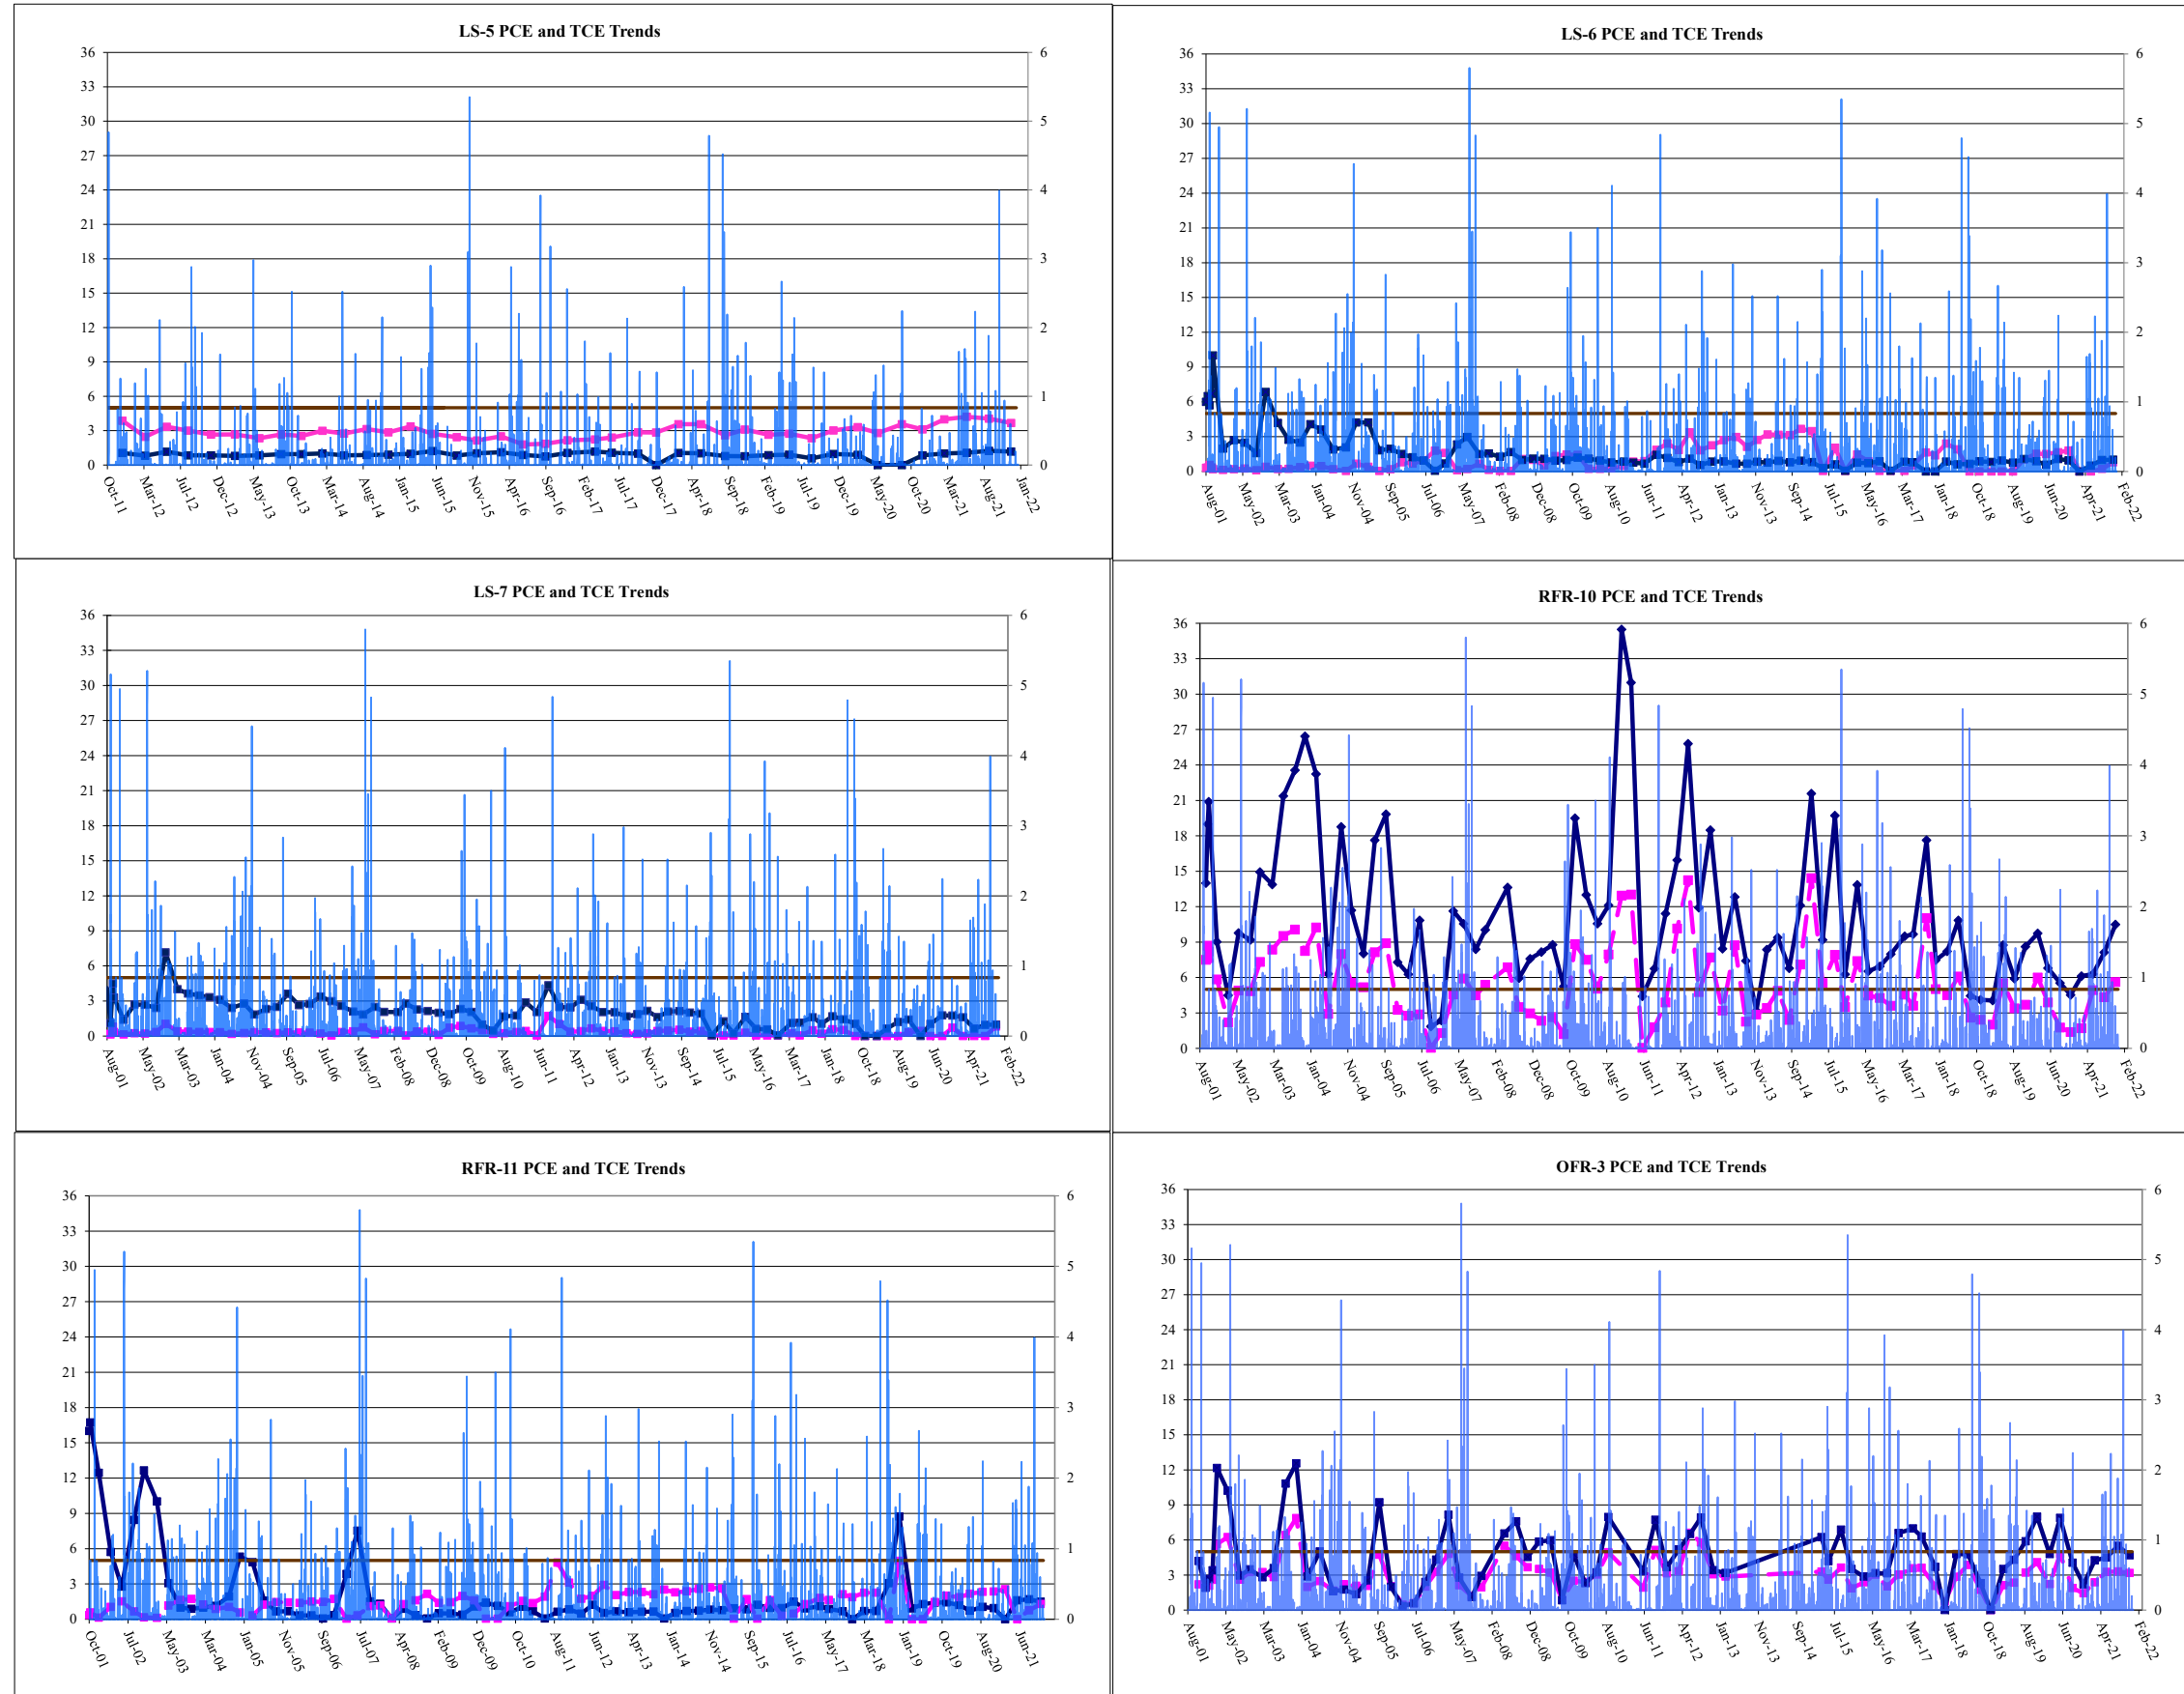 LS-5 PCE and TCE Trends
36 33 30 27 24 21 18 15 12 9 6 3 0
6 5 4 3 2 1 0
Oct-11 Mar-12 Jul-12 Dec-12 May-13 Oct-13 Mar-14 Aug-14 Jan-15 Jun-15 Nov-15 Apr-16 Sep-16 Feb-17 Jul-17 Dec-17 Apr-18 Sep-18 Feb-19 Jul-19 Dec-19 May-20 Oct-20 Mar-21 Aug-21 Jan-22
LS-6 PCE and TCE Trends
36 33 30 27 24 21 18 15 12 9 6 3 0
6 5 4 3 2 1 0
Aug-01 May-02 Mar-03 Jan-04 Nov-04 Sep-05 Jul-06 May-07 Feb-08 Dec-08 Oct-09 Aug-10 Jun-11 Apr-12 Jan-13 Nov-13 Sep-14 Jul-15 May-16 Mar-17 Jan-18 Oct-18 Aug-19 Jun-20 Apr-21 Feb-22
LS-7 PCE and TCE Trends
36 33 30 27 24 21 18 15 12 9 6 3 0
6 5 4 3 2 1 0
Aug-01 May-02 Mar-03 Jan-04 Nov-04 Sep-05 Jul-06 May-07 Feb-08 Dec-08 Oct-09 Aug-10 Jun-11 Apr-12 Jan-13 Nov-13 Sep-14 Jul-15 May-16 Mar-17 Jan-18 Oct-18 Aug-19 Jun-20 Apr-21 Feb-22
RFR-10 PCE and TCE Trends
36 33 30 27 24 21 18 15 12 9 6 3 0
6 5 4 3 2 1 0
Aug-01 May-02 Mar-03 Jan-04 Nov-04 Sep-05 Jul-06 May-07 Feb-08 Dec-08 Oct-09 Aug-10 Jun-11 Apr-12 Jan-13 Nov-13 Sep-14 Jul-15 May-16 Mar-17 Jan-18 Oct-18 Aug-19 Jun-20 Apr-21 Feb-22
RFR-11 PCE and TCE Trends
36 33 30 27 24 21 18 15 12 9 6 3 0
6 5 4 3 2 1 0
Oct-01 Jul-02 May-03 Mar-04 Jan-05 Nov-05 Sep-06 Jul-07 Apr-08 Feb-09 Dec-09 Oct-10 Aug-11 Jun-12 Apr-13 Jan-14 Nov-14 Sep-15 Jul-16 May-17 Mar-18 Jan-19 Oct-19 Aug-20 Jun-21
OFR-3 PCE and TCE Trends
36 33 30 27 24 21 18 15 12 9 6 3 0
6 5 4 3 2 1 0
Aug-01 May-02 Mar-03 Jan-04 Nov-04 Sep-05 Jul-06 May-07 Feb-08 Dec-08 Oct-09 Aug-10 Jun-11 Apr-12 Jan-13 Nov-13 Sep-14 Jul-15 May-16 Mar-17 Jan-18 Oct-18 Aug-19 Jun-20 Apr-21 Feb-22